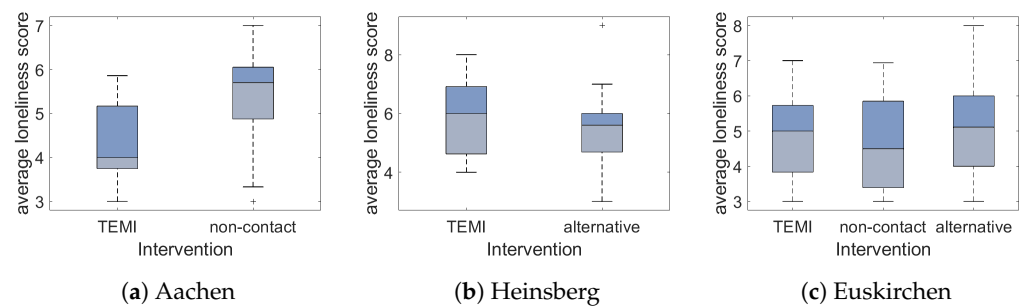 average loneliness score
7
6
5
4
3
TEMI non-contact
Intervention
(a) Aachen
average loneliness score
8
6
4
TEMI alternative
Intervention
(b) Heinsberg
average loneliness score
8
7
6
5
4
3
TEMI non-contact alternative
Intervention
(c) Euskirchen